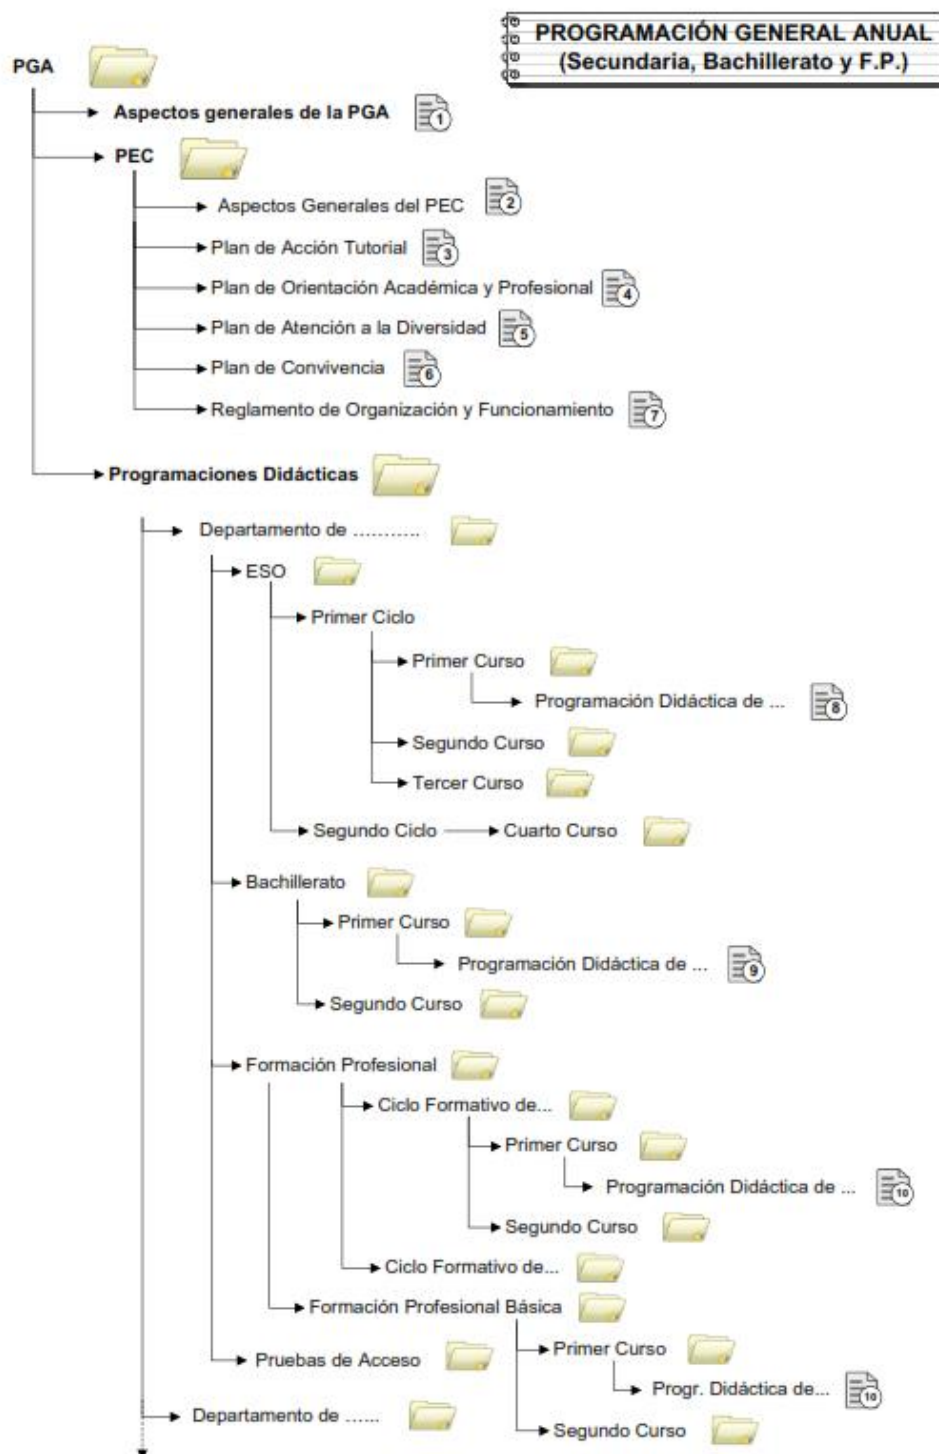 PROGRAMACIÓN GENERAL ANUAL
(Secundaria, Bachillerato y F.P.)
PGA
Aspectos generales de la PGA 1
PEC
Aspectos Generales del PEC 2
Plan de Acción Tutorial 3
Plan de Orientación Académica y Profesional 4
Plan de Atención a la Diversidad 5
Plan de Convivencia 6
Reglamento de Organización y Funcionamiento 7
Programaciones Didácticas
Departamento de ...........
ESO
Primer Ciclo
Primer Curso
Programación Didáctica de ... 8
Segundo Curso
Tercer Curso
Segundo Ciclo Cuarto Curso
Bachillerato
Primer Curso
Programación Didáctica de ... 9
Segundo Curso
Formación Profesional
Ciclo Formativo de...
Primer Curso
Programación Didáctica de ... 10
Segundo Curso
Ciclo Formativo de...
Formación Profesional Básica
Primer Curso
Pruebas de Acceso
Progr. Didáctica de... 10
Departamento de ......
Segundo Curso